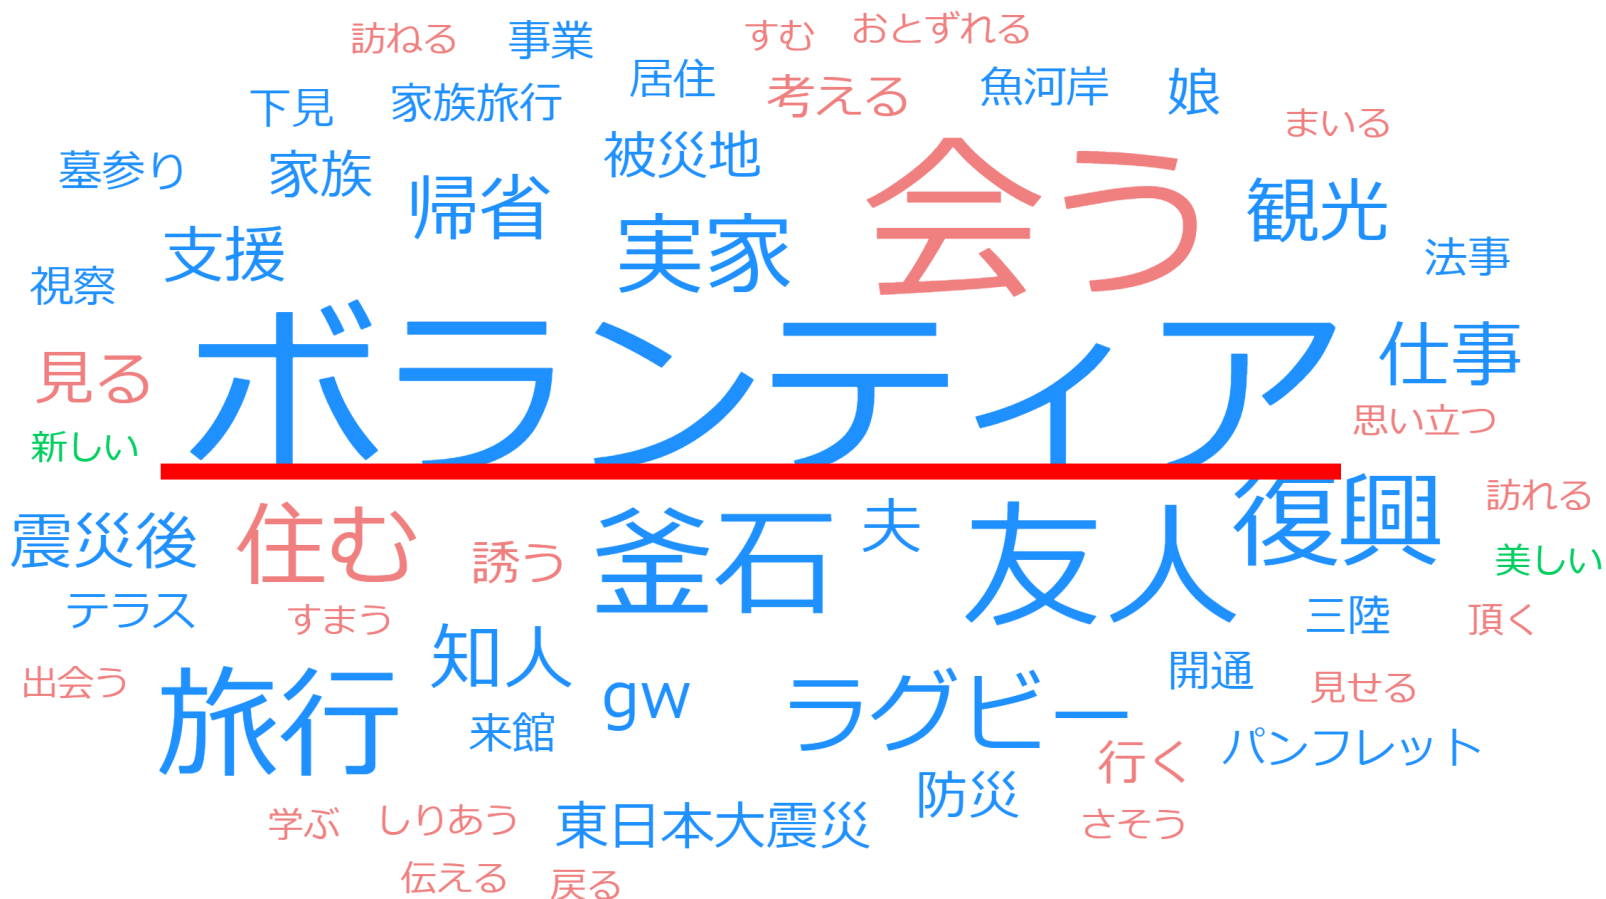 訪ねる 事業 すむ おとずれる
下見 家族旅行 居住 考える 魚河岸 娘 まいる
墓参り 家族 帰省 被災地 会う 観光
視察 支援 実家 法事
見る ボランティア 仕事
新しい 思い立つ
震災後 住む 誘う 釜石 夫 友人 復興 訪れる
美しい
テラス すまう 三陸 頂く
出会う 旅行 知人 gw ラグビー 開通 見せる
来館 行く パンフレット
学ぶ しりあう 東日本大震災 防災 さそう
伝える 戻る